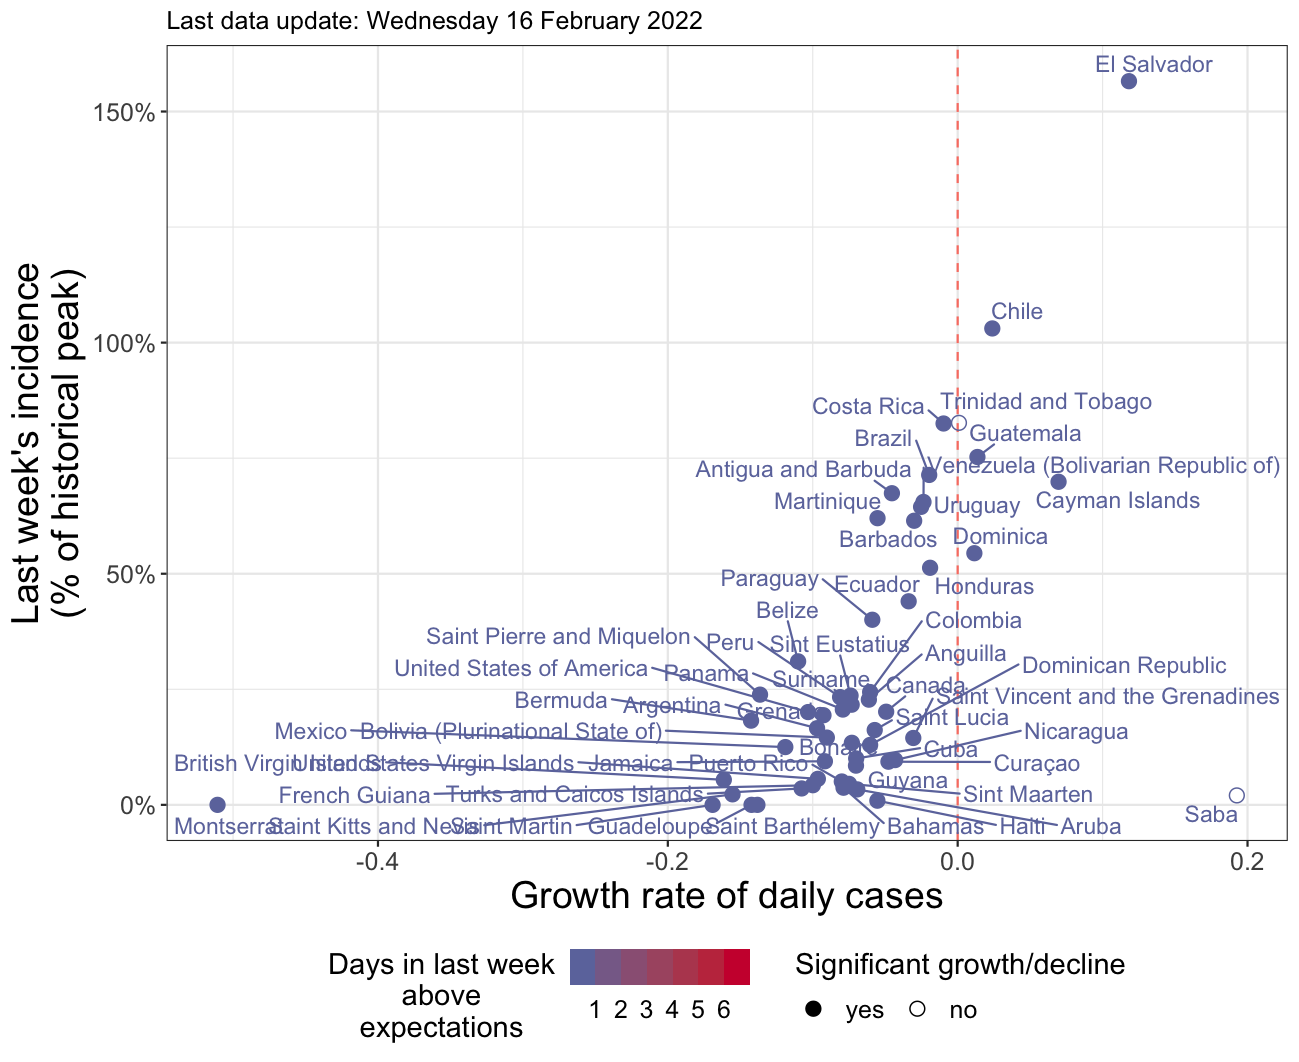 Last data update: Wednesday 16 February 2022
El Salvador
150%
Chile
100%
Costa Rica
Trinidad and Tobago
Brazil
Guatemala
Antigua and Barbuda
Venezuela (Bolivarian Republic of)
Martinique
Uruguay
Cayman Islands
Barbados
Dominica
50%
Paraguay
Ecuador
Honduras
Belize
Colombia
Saint Pierre and Miquelon
Peru
Sint Eustatius
Anguilla
United States of America
Panama
Suriname
Canada
Dominican Republic
Bermuda
Argentina
Saint Vincent and the Grenadines
Saint Lucia
Mexico
Bolivia (Plurinational State of)
Nicaragua
Cuba
British Virgin Islands
United States Virgin Islands
Jamaica
Puerto Rico
Curaçao
Guyana
French Guiana
Turks and Caicos Islands
Sint Maarten
0%
Saba
Montserrat
Saint Kitts and Nevis
Saint Martin
Guadeloupe
Saint Barthélemy
Bahamas
Haiti
Aruba
-0.4
-0.2
0.0
0.2
Last week's incidence
(% of historical peak)
Growth rate of daily cases
Days in last week
above
expectations
1 2 3 4 5 6
Significant growth/decline
yes
no